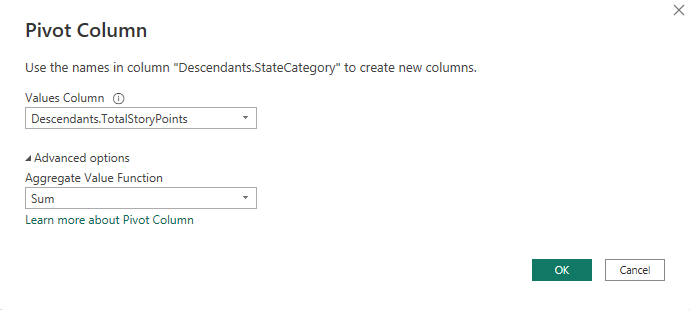 Pivot Column
Use the names in column "Descendants.StateCategory" to create new columns.
Values Column
Descendants.TotalStoryPoints
Advanced options
Aggregate Value Function
Sum
Learn more about Pivot Column
OK
Cancel